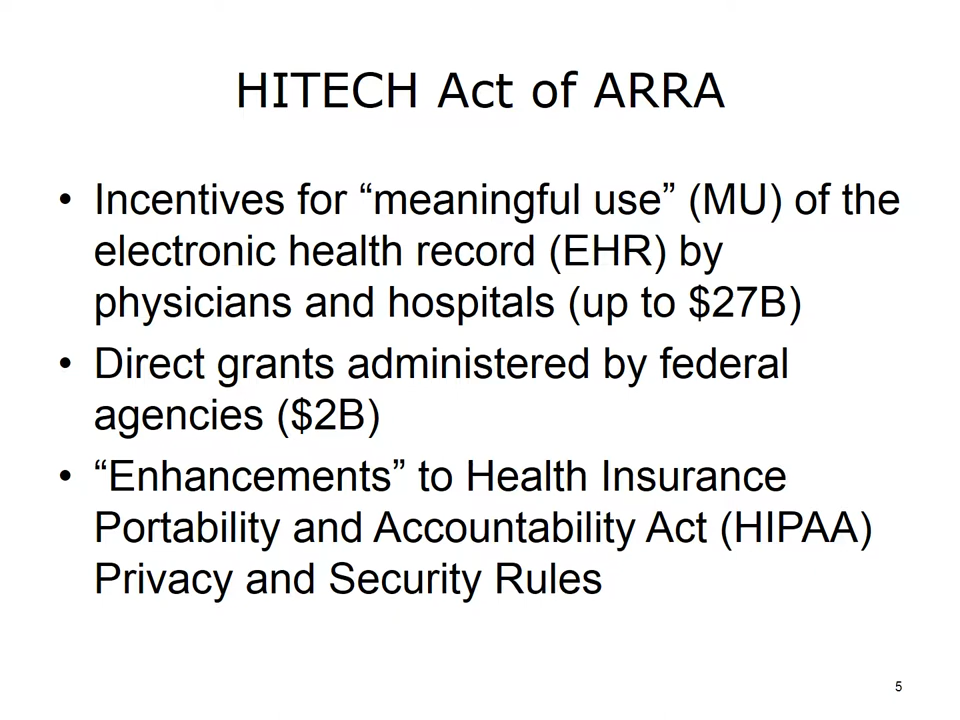 HITECH Act of ARRA
• Incentives for “meaningful use” (MU) of the
electronic health record (EHR) by
physicians and hospitals (up to $27B)
• Direct grants administered by federal
agencies ($2B)
• “Enhancements” to Health Insurance
Portability and Accountability Act (HIPAA)
Privacy and Security Rules
5